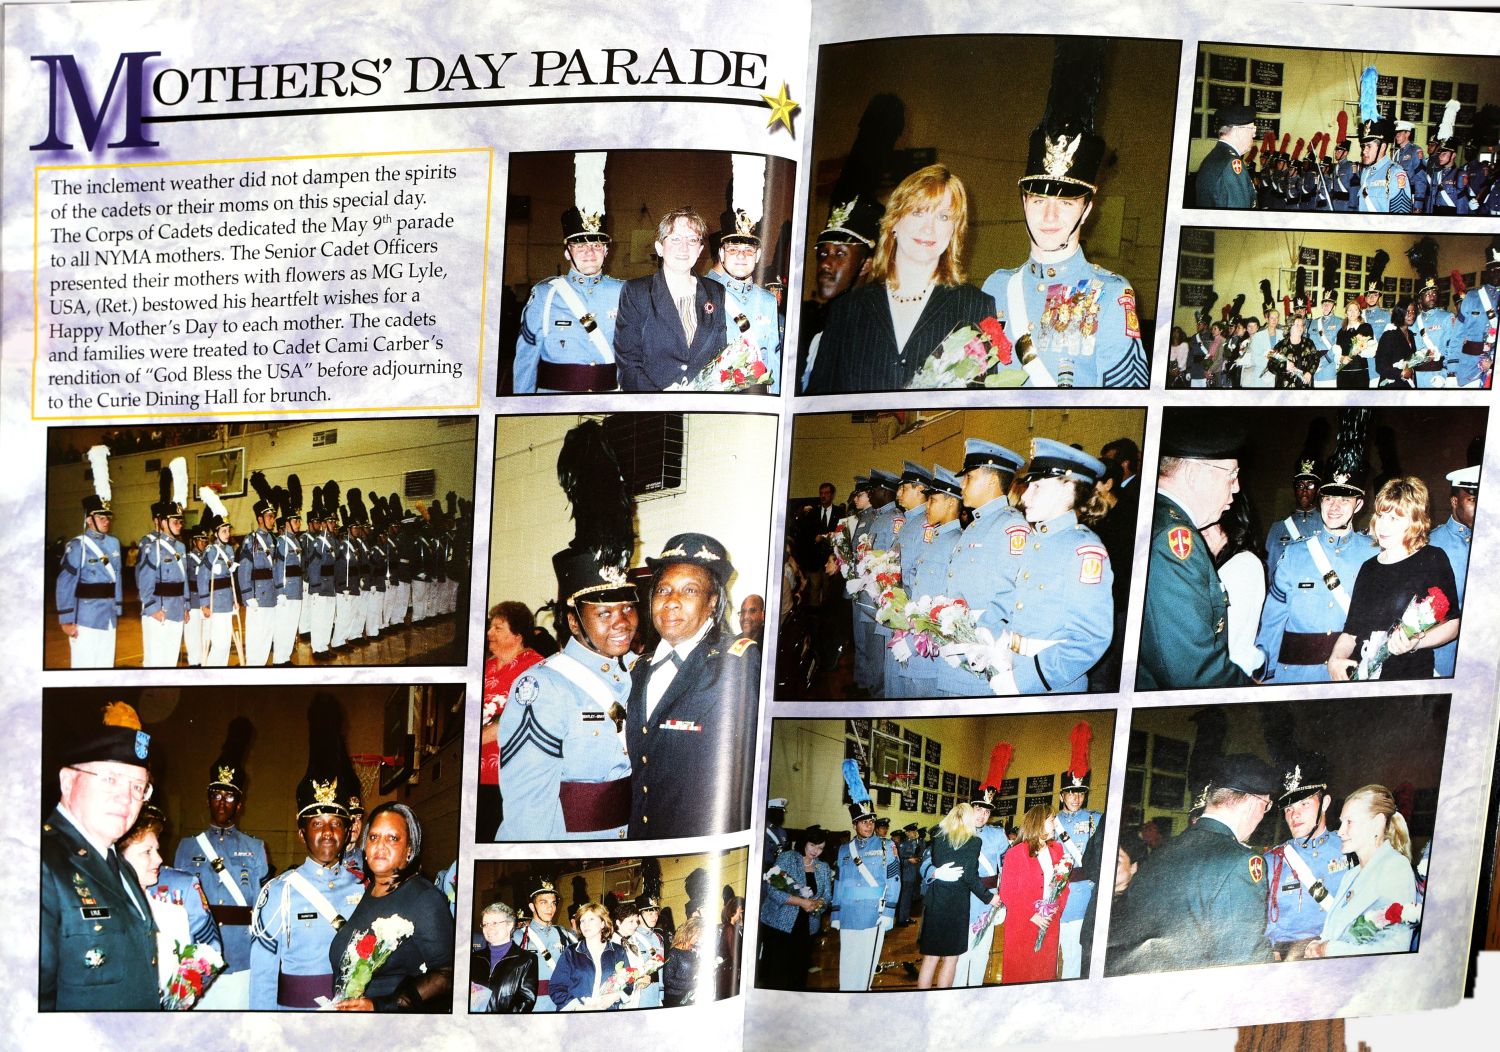 MOTHERS' DAY PARADE
The inclement weather did not dampen the spirits
of the cadets or their moms on this special day.
The Corps of Cadets dedicated the May 9th parade
to all NYMA mothers. The Senior Cadet Officers
presented their mothers with flowers as MG Lyle,
USA, (Ret.) bestowed his heartfelt wishes for a
Happy Mother's Day to each mother. The cadets
and families were treated to Cadet Cami Carber's
rendition of "God Bless the USA" before adjourning
to the Curie Dining Hall for brunch.
LYLE